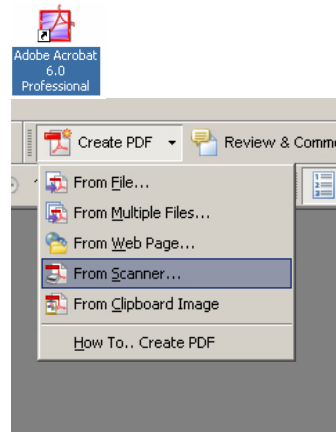 Adobe Acrobat
6.0
Professional
Create PDF
Review & Comm
From File...
From Multiple Files...
From Web Page...
From Scanner...
From Clipboard Image
How To.. Create PDF